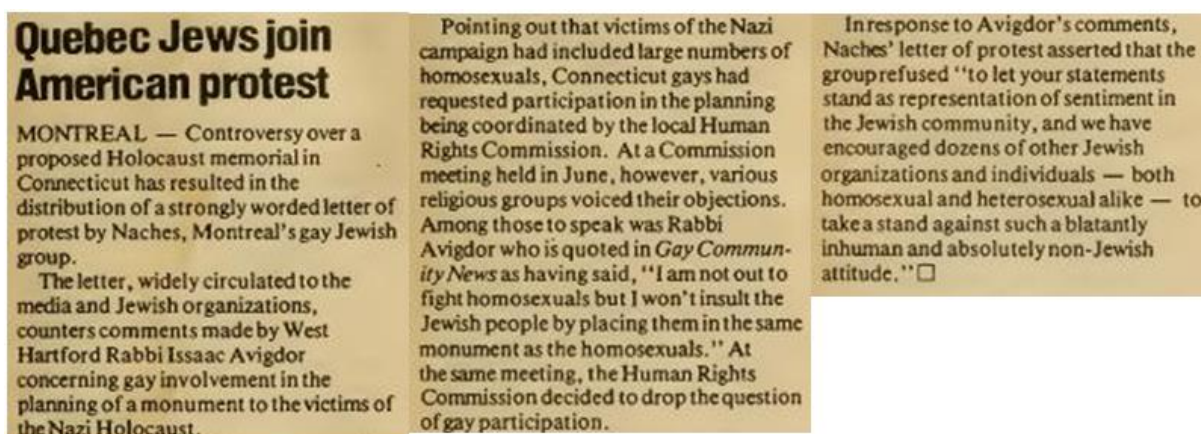 Quebec Jews join
American protest
MONTREAL — Controversy over a
proposed Holocaust memorial in
Connecticut has resulted in the
distribution of a strongly worded letter of
protest by Naches, Montreal's gay Jewish
group.
The letter, widely circulated to the
media and Jewish organizations,
counters comments made by West
Hartford Rabbi Issaac Avigdor
concerning gay involvement in the
planning of a monument to the victims of
the Nazi Holocaust.
Pointing out that victims of the Nazi
campaign had included large numbers of
homosexuals, Connecticut gays had
requested participation in the planning
being coordinated by the local Human
Rights Commission. At a Commission
meeting held in June, however, various
religious groups voiced their objections.
Among those to speak was Rabbi
Avigdor who is quoted in Gay Commun-
ity News as having said, "I am not out to
fight homosexuals but I won't insult the
Jewish people by placing them in the same
monument as the homosexuals." At
the same meeting, the Human Rights
Commission decided to drop the question
of gay participation.
In response to Avigdor's comments,
Naches' letter of protest asserted that the
group refused "to let your statements
stand as representation of sentiment in
the Jewish community, and we have
encouraged dozens of other Jewish
organizations and individuals — both
homosexual and heterosexual alike — to
take a stand against such a blatantly
inhuman and absolutely non-Jewish
attitude."□